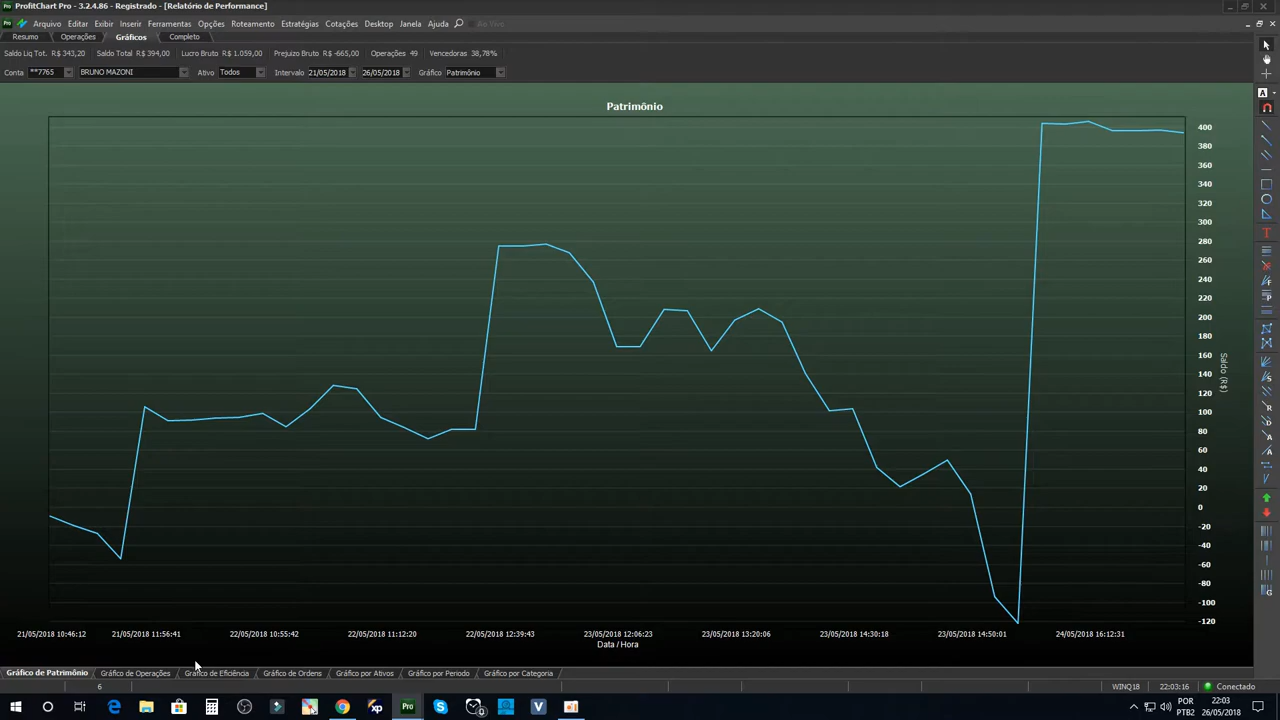 ProfitChart Pro - 3.2.4.86 - Registrado - [Relatório de Performance]
Pro Arquivo Editar Exibir Inserir Ferramentas Opções Roteamento Estratégias Cotações Desktop Janela Ajuda Ao Vivo
Resumo Operações Gráficos Completo
Saldo Liq Tot. R$ 343,20 Saldo Total R$ 394,00 Lucro Bruto R$ 1.059,00 Prejuizo Bruto R$ -665,00 Operações 49 Vencedoras 38,78%
Conta **7765 BRUNO MAZONI Ativo Todos Intervalo 21/05/2018 26/05/2018 Gráfico Patrimônio
Patrimônio
400
380
360
340
320
300
280
260
240
220
200
180
160
140
120
100
80
60
40
20
0
-20
-40
-60
-80
-100
-120
Saldo (R$)
21/05/2018 10:46:12 21/05/2018 11:56:41 22/05/2018 10:55:42 22/05/2018 11:12:20 22/05/2018 12:39:43 23/05/2018 12:06:23 23/05/2018 13:20:06 23/05/2018 14:30:18 23/05/2018 14:50:01 24/05/2018 16:12:31
Data / Hora
Gráfico de Patrimônio Gráfico de Operações Gráfico de Eficiência Gráfico de Ordens Gráfico por Ativos Gráfico por Periodo Gráfico por Categoria
6 WINQ18 22:03:16 Conectado
xp Pro POR 22:03
PTB2 26/05/2018